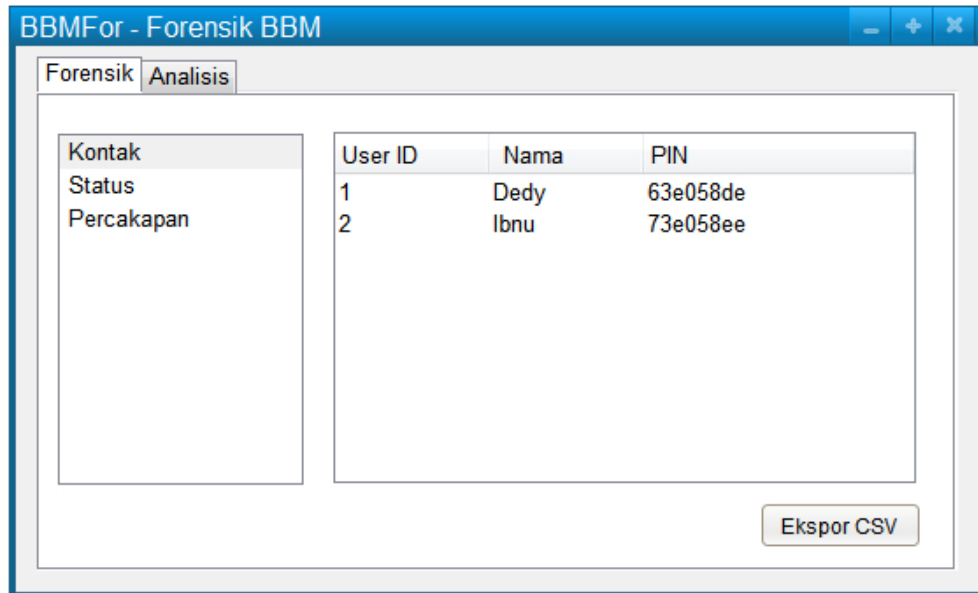 BBMFor - Forensik BBM
Forensik Analisis
Kontak
Status
Percakapan
User ID Nama PIN
1 Dedy 63e058de
2 Ibnu 73e058ee
Ekspor CSV